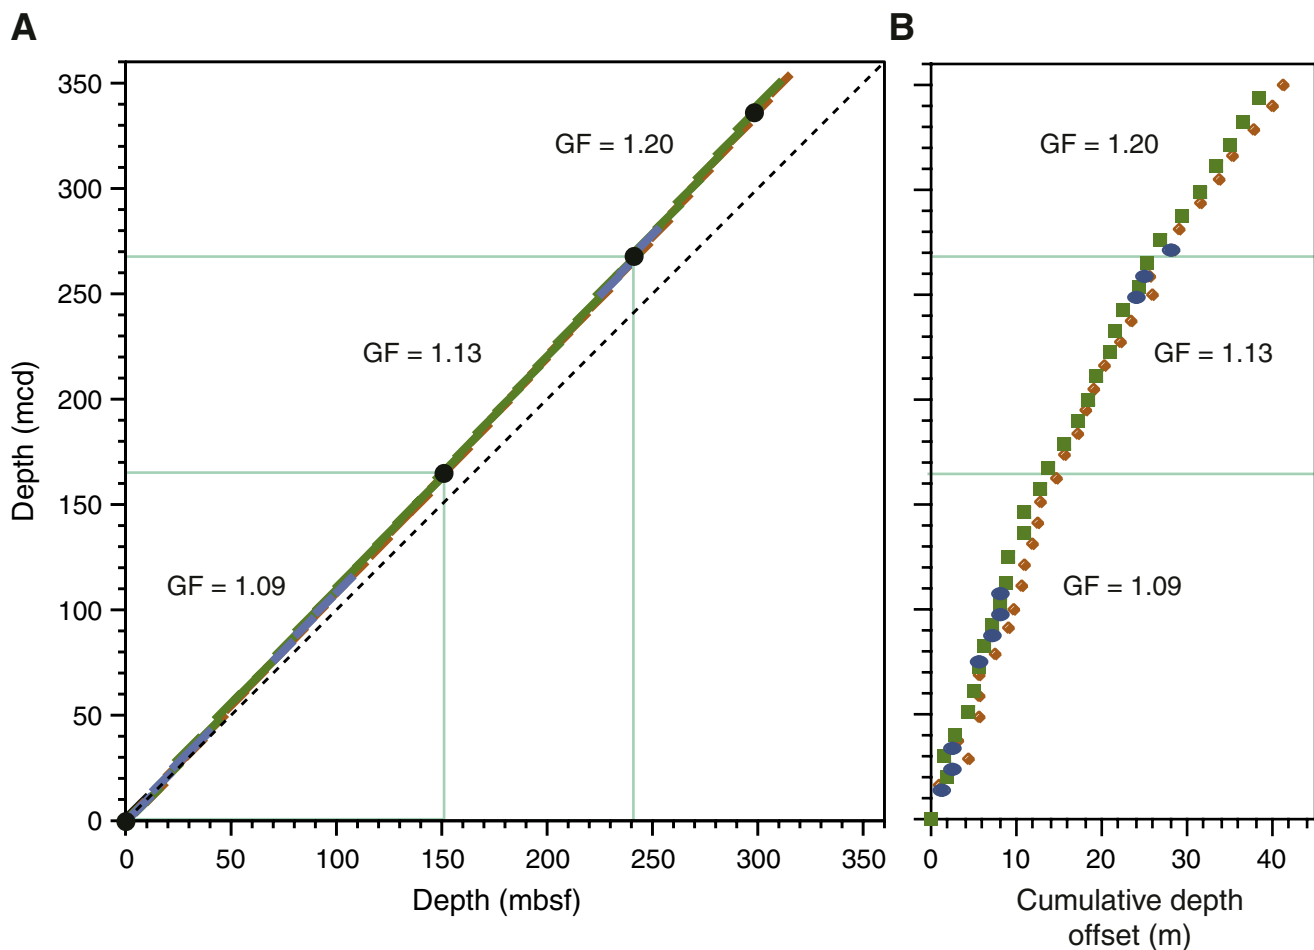 A
B
350
300
250
200
150
100
50
0
Depth (mcd)
GF = 1.20
GF = 1.13
GF = 1.09
0 50 100 150 200 250 300 350
Depth (mbsf)
GF = 1.20
GF = 1.13
GF = 1.09
0 10 20 30 40
Cumulative depth
offset (m)